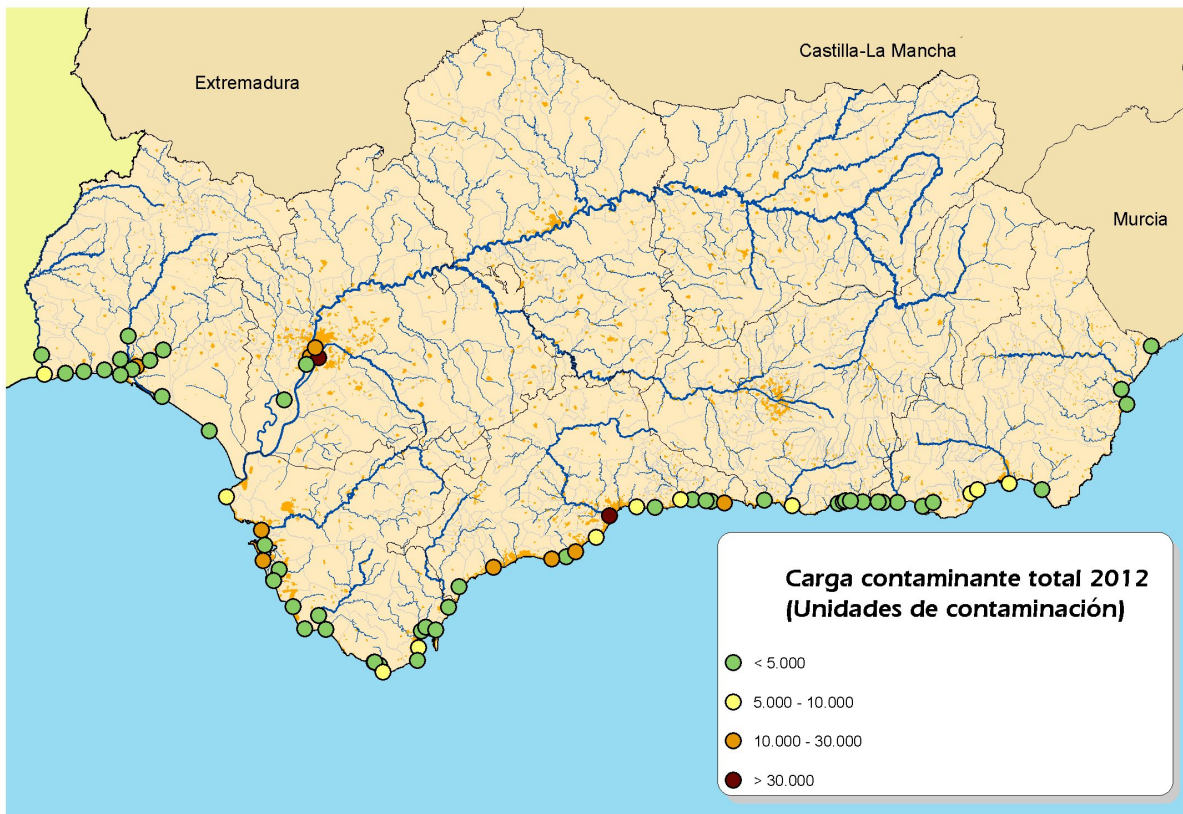 Castilla-La Mancha
Extremadura
Murcia
Carga contaminante total 2012
(Unidades de contaminación)
< 5.000
5.000 - 10.000
10.000 - 30.000
> 30.000